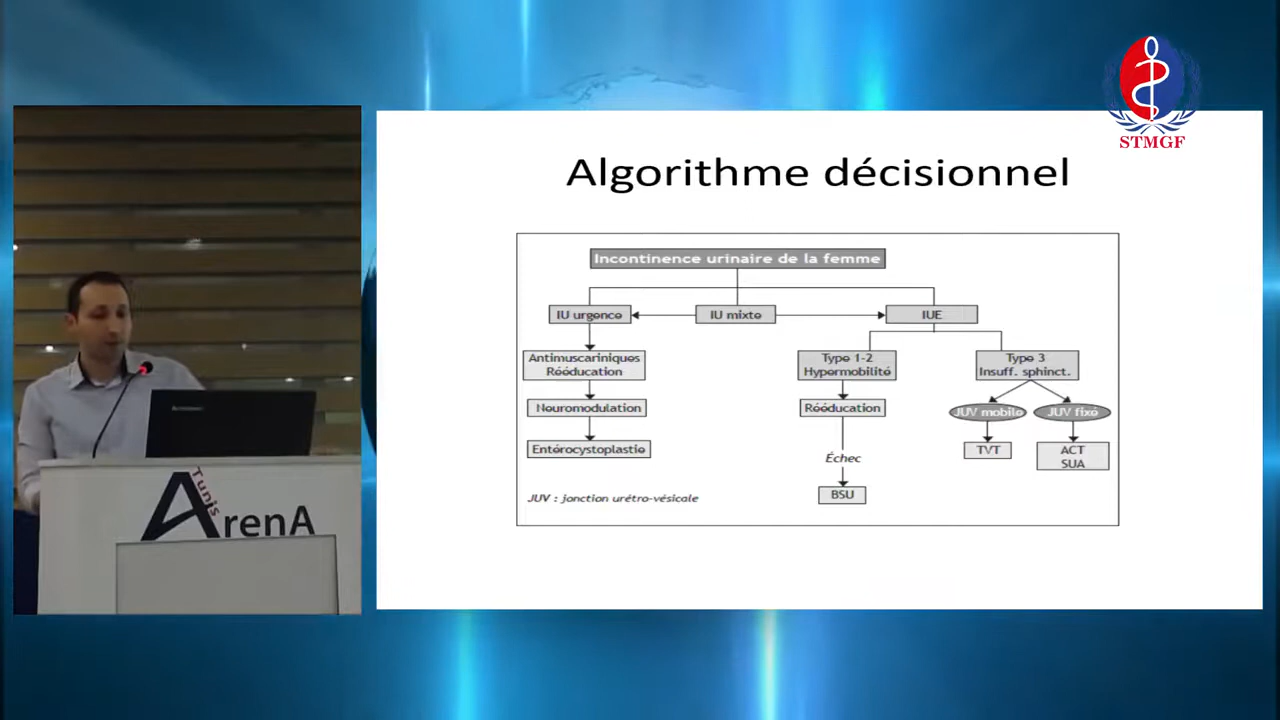 STMGF
Algorithme décisionnel
Incontinence urinaire de la femme
IU urgence
IU mixte
IUE
Antimuscariniques
Rééducation
Type 1-2
Hypermobilité
Type 3
Insuff. sphinct.
Neuromodulation
Rééducation
JUV mobile
JUV fixé
Entérocystoplastie
TVT
ACT
SUA
Échec
BSU
JUV : jonction urétro-vésicale
Tunis
ArenA